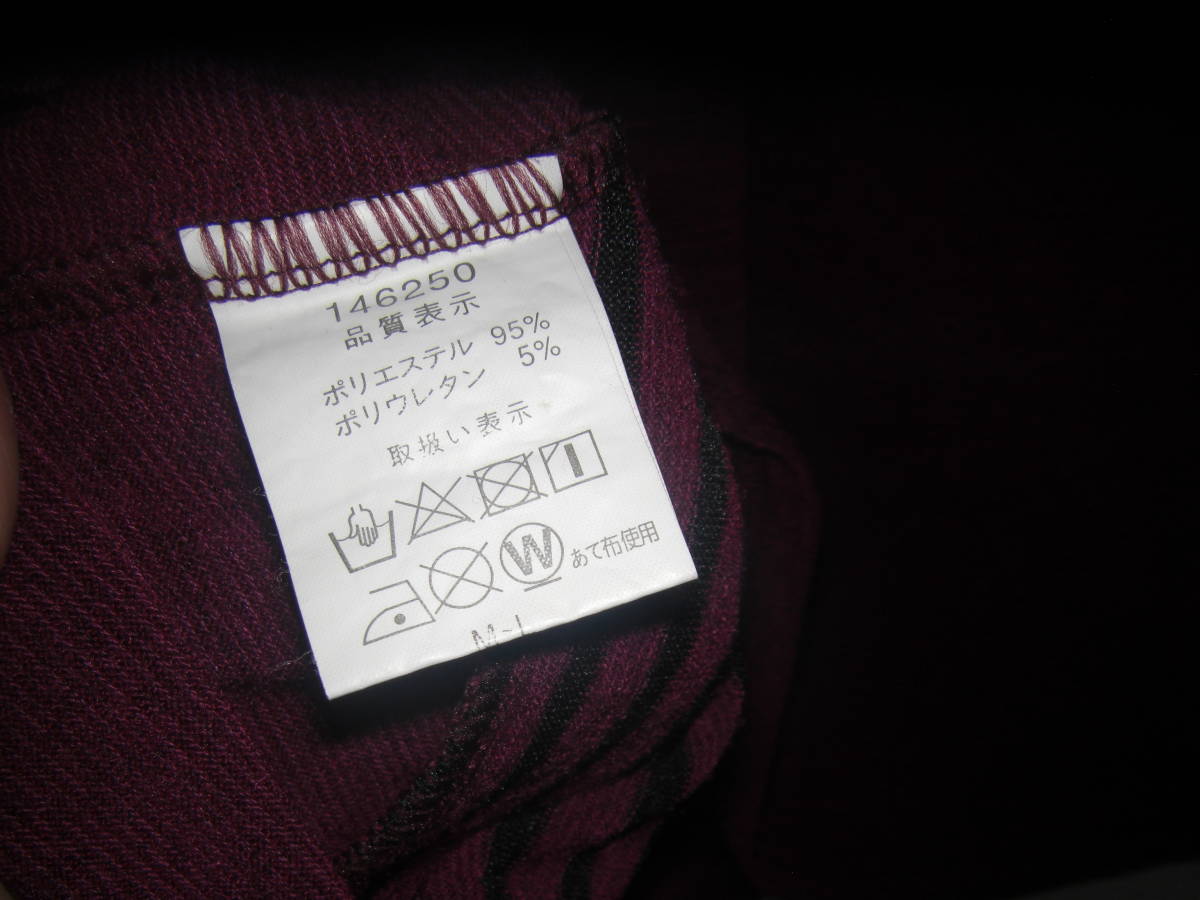 146250
品質表示
ポリエステル 95%
ポリウレタン 5%
取扱い表示
W あて布使用
M~L